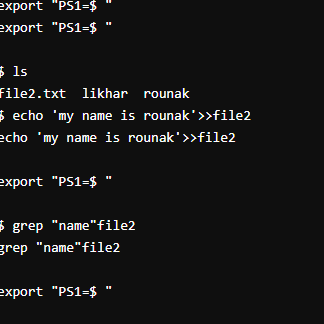 export "PS1=$ "
export "PS1=$ "
$ ls
file2.txt likhar rounak
$ echo 'my name is rounak'>>file2
echo 'my name is rounak'>>file2
export "PS1=$ "
$ grep "name"file2
grep "name"file2
export "PS1=$ "